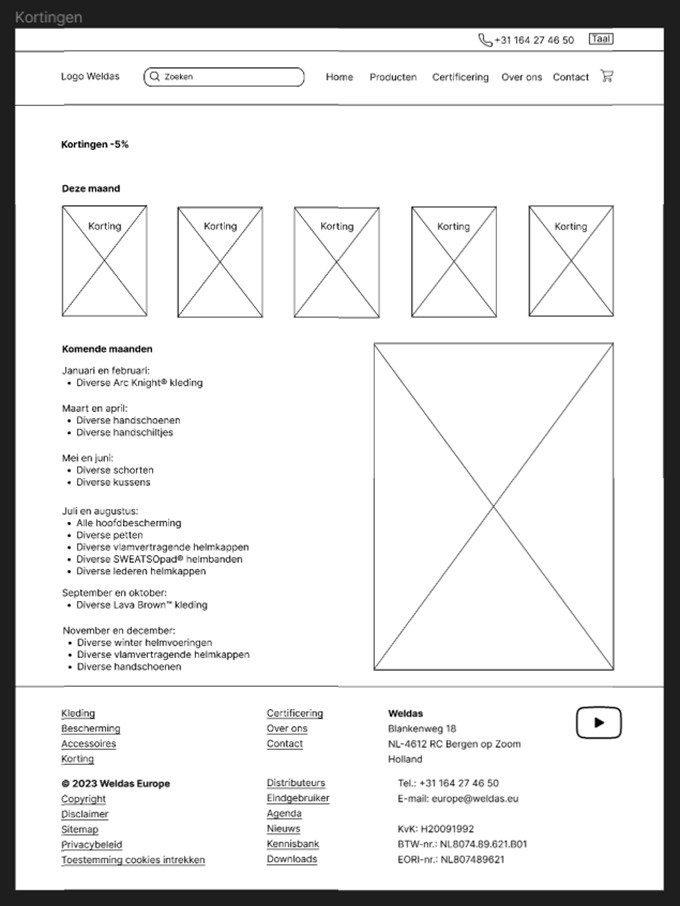 Kortingen
+31 164 27 46 50 Taal
Logo Weldas Zoeken Home Producten Certificering Over ons Contact
Kortingen -5%
Deze maand
Korting Korting Korting Korting Korting
Komende maanden
Januari en februari:
• Diverse Arc Knight® kleding
Maart en april:
• Diverse handschoenen
• Diverse handschiltjes
Mei en juni:
• Diverse schorten
• Diverse kussens
Juli en augustus:
• Alle hoofdbescherming
• Diverse petten
• Diverse vlamvertragende helmkappen
• Diverse SWEATSOpad® helmbanden
• Diverse lederen helmkappen
September en oktober:
• Diverse Lava Brown™ kleding
November en december:
• Diverse winter helmvoeringen
• Diverse vlamvertragende helmkappen
• Diverse handschoenen
Kleding
Bescherming
Accessoires
Korting
© 2023 Weldas Europe
Copyright
Disclaimer
Sitemap
Privacybeleid
Toestemming cookies intrekken
Certificering
Over ons
Contact
Distributeurs
Eindgebruiker
Agenda
Nieuws
Kennisbank
Downloads
Weldas
Blankenweg 18
NL-4612 RC Bergen op Zoom
Holland
Tel.: +31 164 27 46 50
E-mail: europe@weldas.eu
KvK: H20091992
BTW-nr.: NL8074.89.621.B01
EORI-nr.: NL807489621